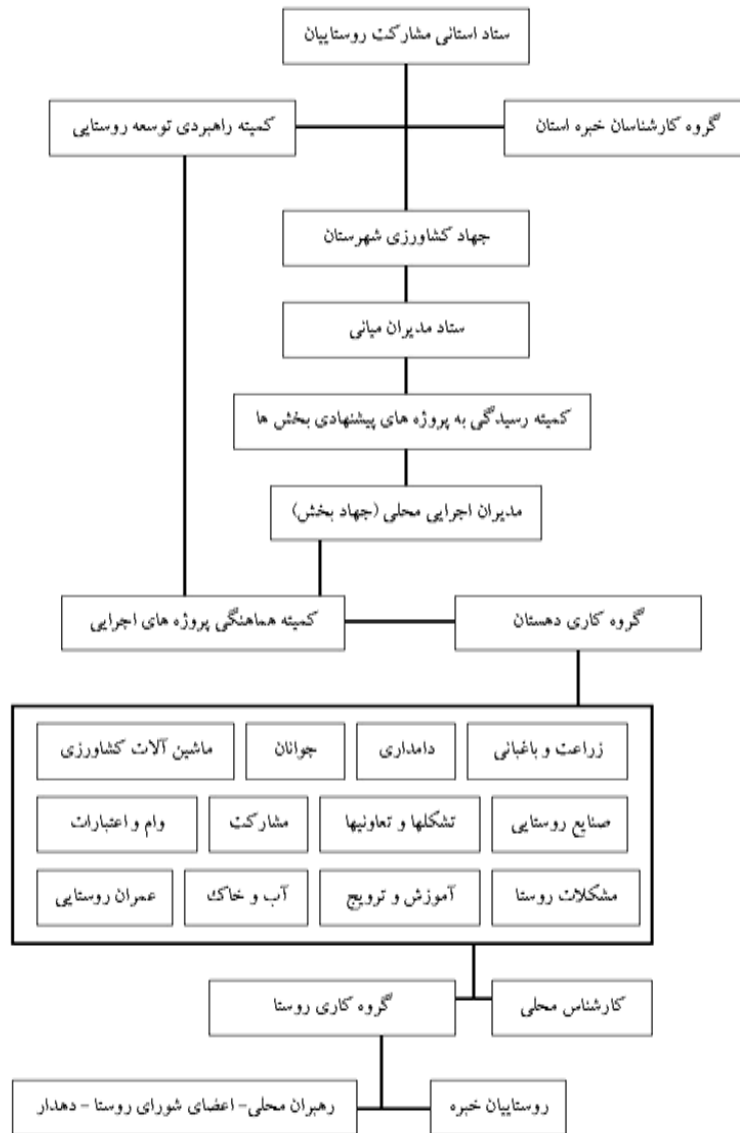 ستاد استانی مشارکت روستاییان
گروه کارشناسان خبره استان
کمیته راهبردی توسعه روستایی
جهاد کشاورزی شهرستان
ستاد مدیران میانی
کمیته رسیدگی به پروژه های پیشنهادی بخش ها
مدیران اجرایی محلی (جهاد بخش)
گروه کاری دهستان
کمیته هماهنگی پروژه های اجرایی
زراعت و باغبانی
دامداری
جوانان
ماشین آلات کشاورزی
صنایع روستایی
تشکلها و تعاونیها
مشارکت
وام و اعتبارات
مشکلات روستا
آموزش و ترویج
آب و خاک
عمران روستایی
کارشناس محلی
گروه کاری روستا
روستاییان خبره
رهبران محلی- اعضای شورای روستا - دهدار